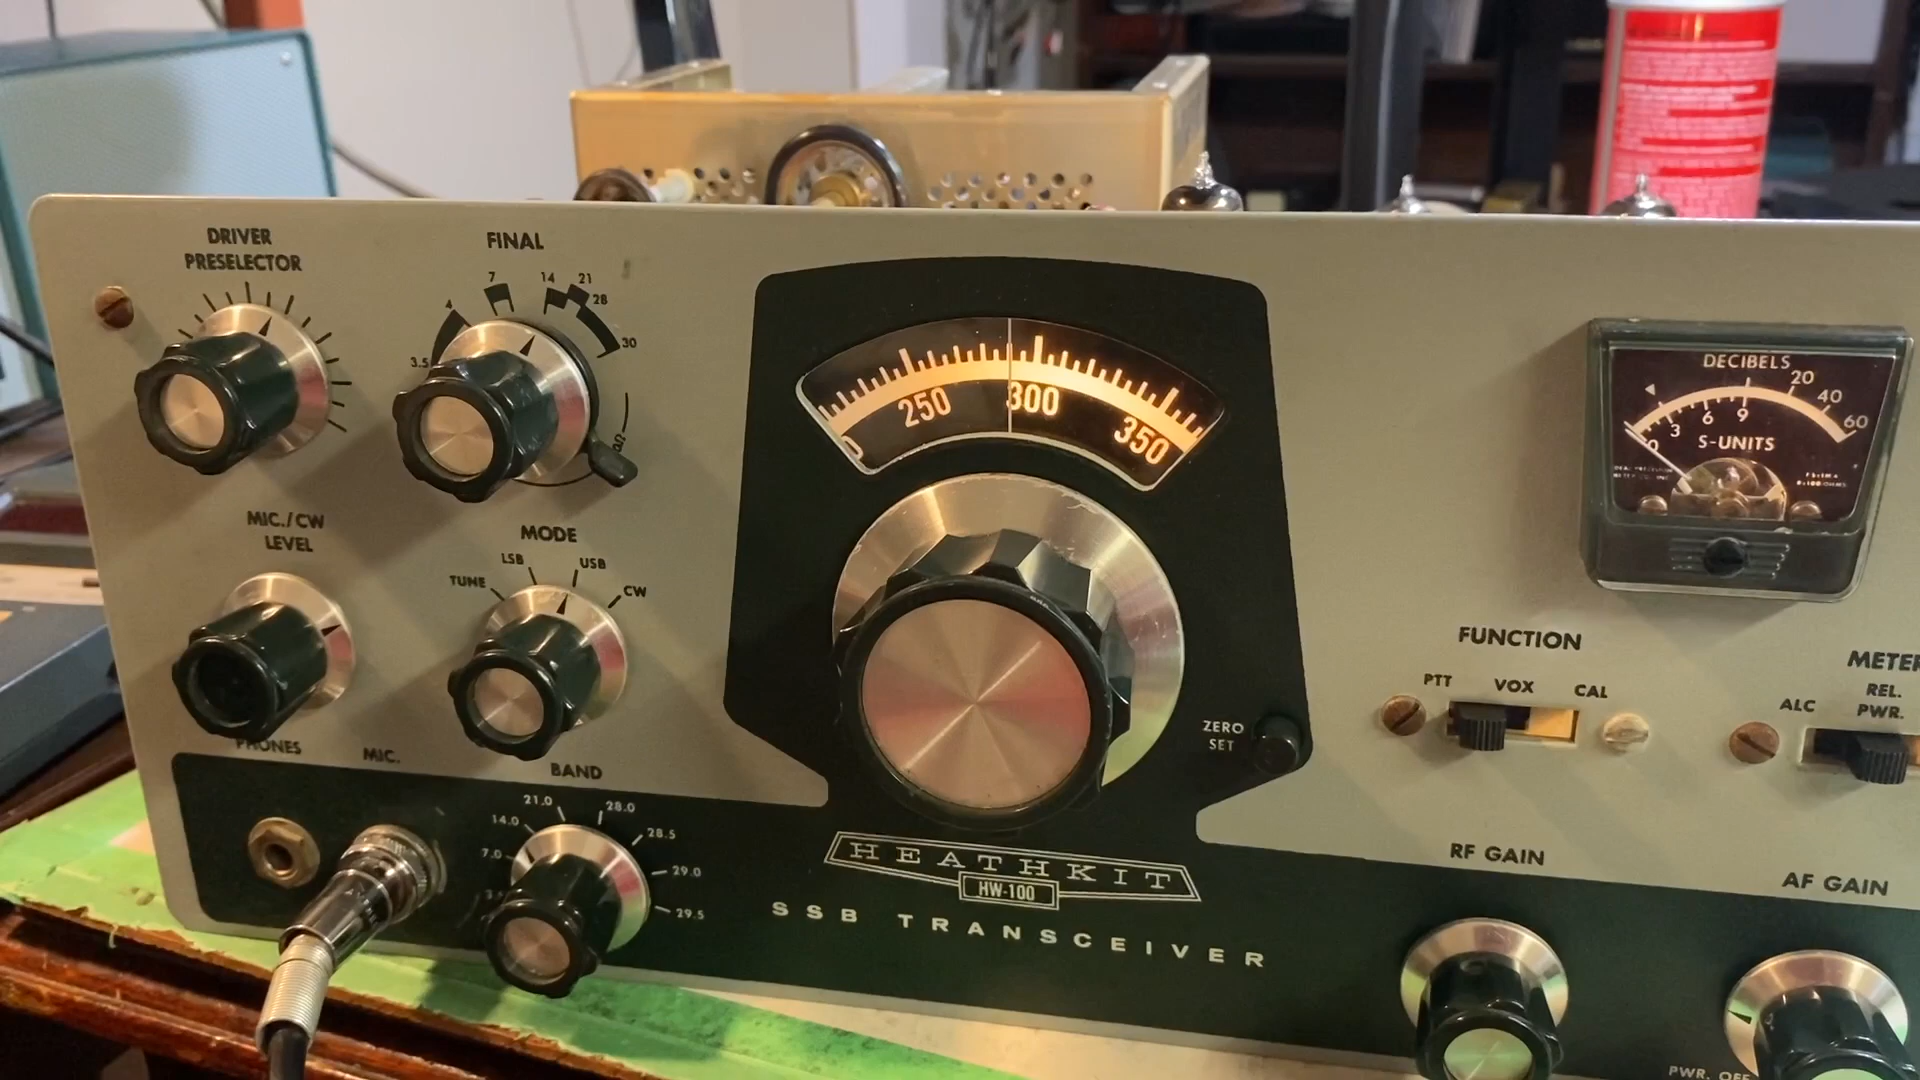 DRIVER
PRESELECTOR
FINAL
3.5
4
7
14
21
28
30
MIC./CW
LEVEL
MODE
TUNE
LSB
USB
CW
250
300
350
DECIBELS
20
40
60
0
3
6
9
S-UNITS
FUNCTION
PTT
VOX
CAL
METER
ALC
REL.
PWR.
ZERO
SET
PHONES
MIC.
BAND
7.0
14.0
21.0
28.0
28.5
29.0
29.5
HEATHKIT
HW-100
SSB TRANSCEIVER
RF GAIN
AF GAIN
PWR. OFF